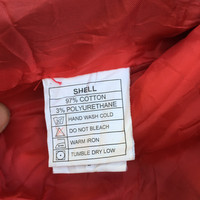 SHELL
97% COTTON
3% POLYURETHANE
HAND WASH COLD
DO NOT BLEACH
WARM IRON
TUMBLE DRY LOW